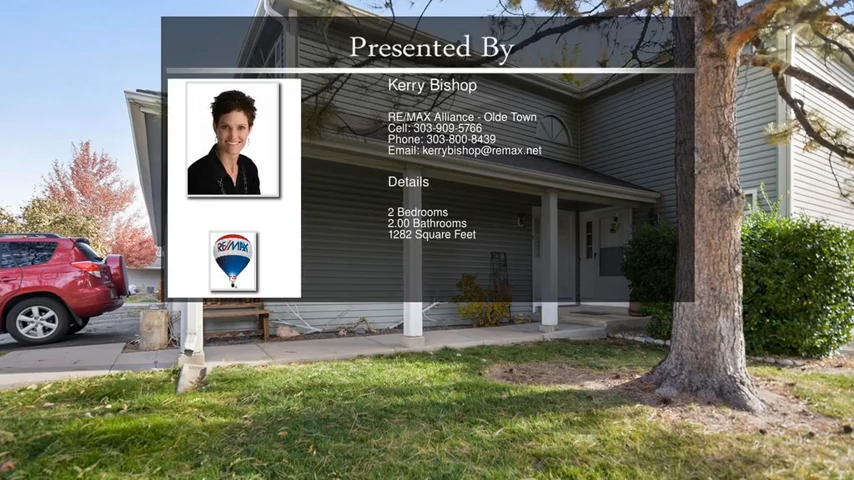 Presented By
Kerry Bishop
RE/MAX Alliance - Olde Town
Cell: 303-909-5766
Phone: 303-800-8439
Email: kerrybishop@remax.net
Details
2 Bedrooms
2.00 Bathrooms
1282 Square Feet
RE/MAX